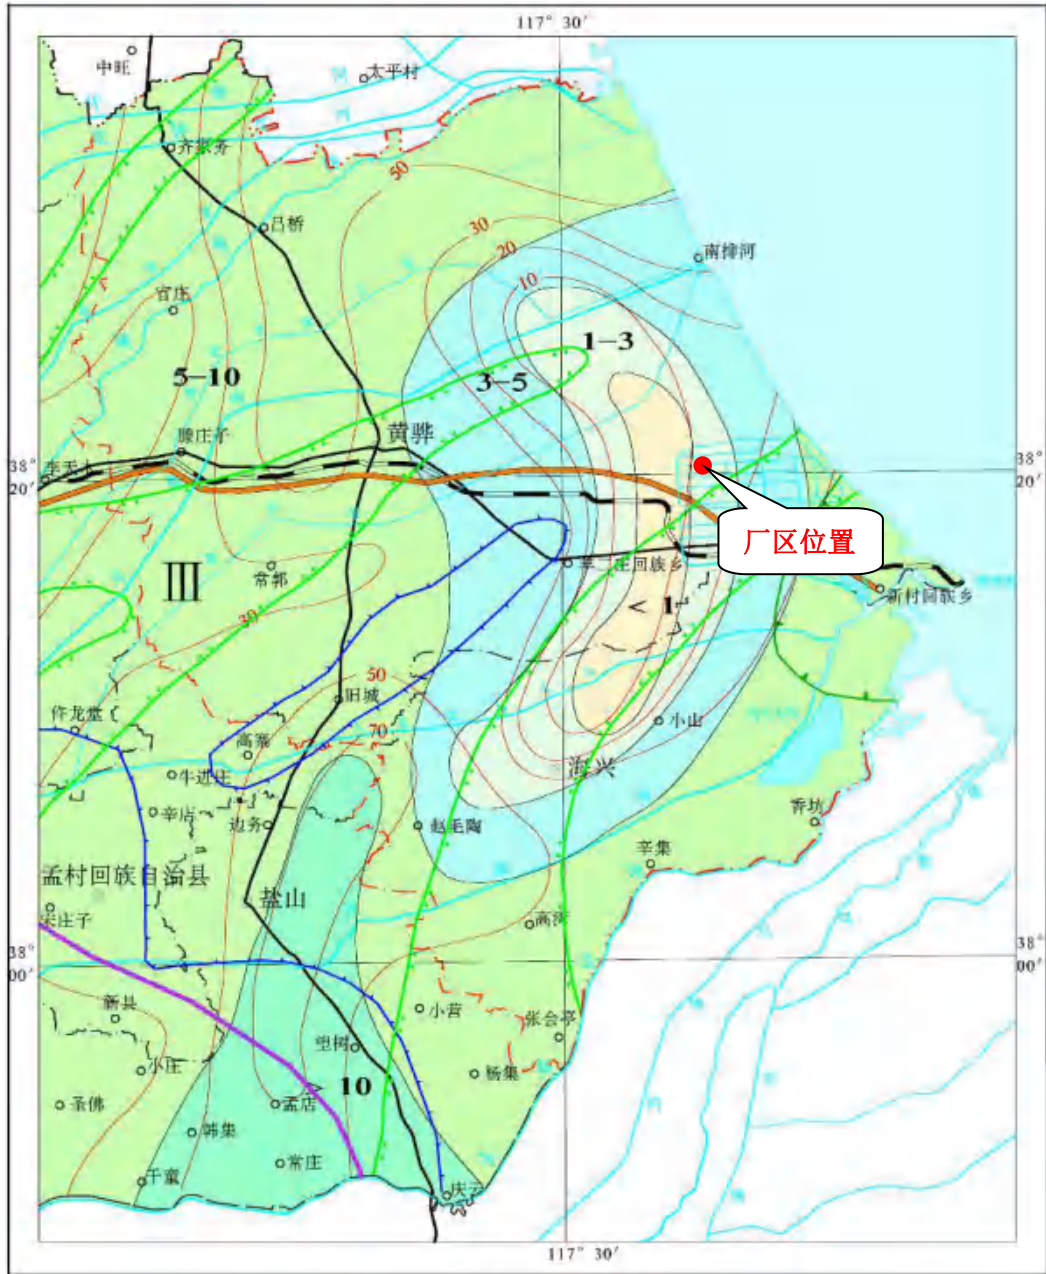 117° 30′
中旺
太平村
河
河
齐家务
50
吕桥
30
南排河
20
10
官庄
1-3
5-10
3-5
黄骅
滕庄子
38°
20′
38°
20′
厂区位置
羊二庄回族乡
III
常郭
新村回族乡
< 1
30
50
旧城
仵龙堂
70
小山
高寨
海兴
牛进庄
辛店
边务
赵毛陶
香坊
辛集
孟村回族自治县
盐山
宋庄子
高湾
38°
00′
38°
00′
新县
小营
张会亭
望树
小庄
杨集
> 10
圣佛
孟店
韩集
常庄
千童
庆云
117° 30′